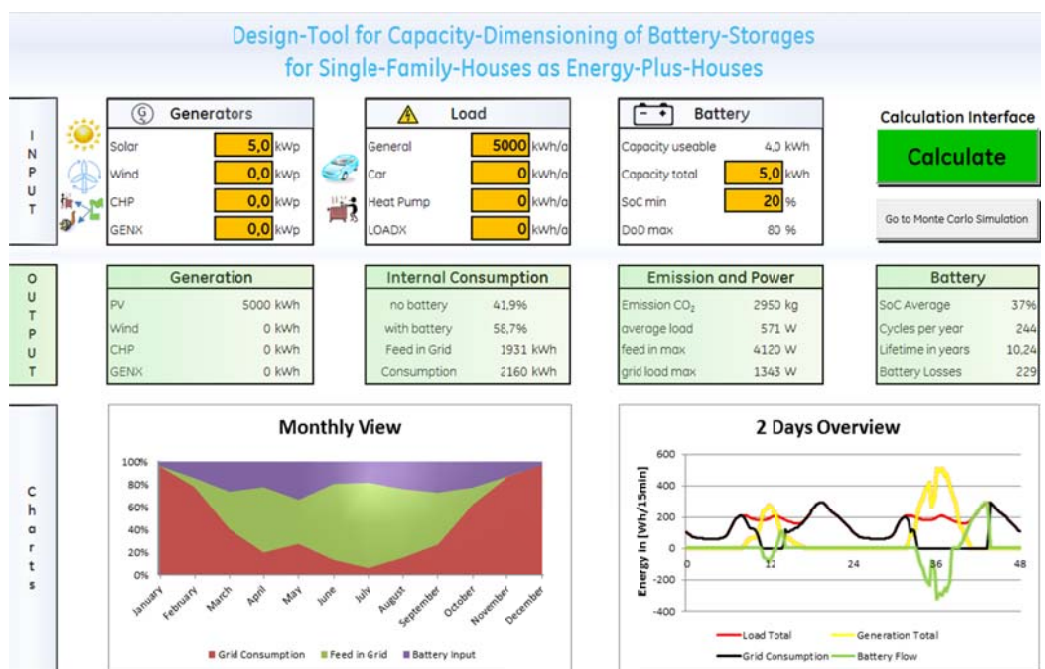 Design-Tool for Capacity-Dimensioning of Battery-Storages
for Single-Family-Houses as Energy-Plus-Houses
INPUT
G
Generators
Solar 5,0 kWp
Wind 0,0 kWp
CHP 0,0 kWp
GENX 0,0 kWp
Load
General 5000 kWh/a
Car 0 kWh/a
Heat Pump 0 kWh/a
LOADX 0 kWh/a
Battery
Capacity useable 4,0 kWh
Capacity total 5,0 kWh
SoC min 20 %
DoD max 80 %
Calculation Interface
Calculate
Go to Monte Carlo Simulation
OUTPUT
Generation
PV 5000 kWh
Wind 0 kWh
CHP 0 kWh
GENX 0 kWh
Internal Consumption
no battery 41,9%
with battery 58,7%
Feed in Grid 1931 kWh
Consumption 2160 kWh
Emission and Power
Emission CO₂ 2950 kg
average load 571 W
feed in max 4120 W
grid load max 1343 W
Battery
SoC Average 37%
Cycles per year 244
Lifetime in years 10,24
Battery Losses 229
Charts
Monthly View
100%
80%
60%
40%
20%
0%
January February March April May June July August September October November December
Grid Consumption Feed in Grid Battery Input
2 Days Overview
Energy in [Wh/15min]
600
400
200
0
-200
-400
0 12 24 36 48
Load Total Generation Total
Grid Consumption Battery Flow